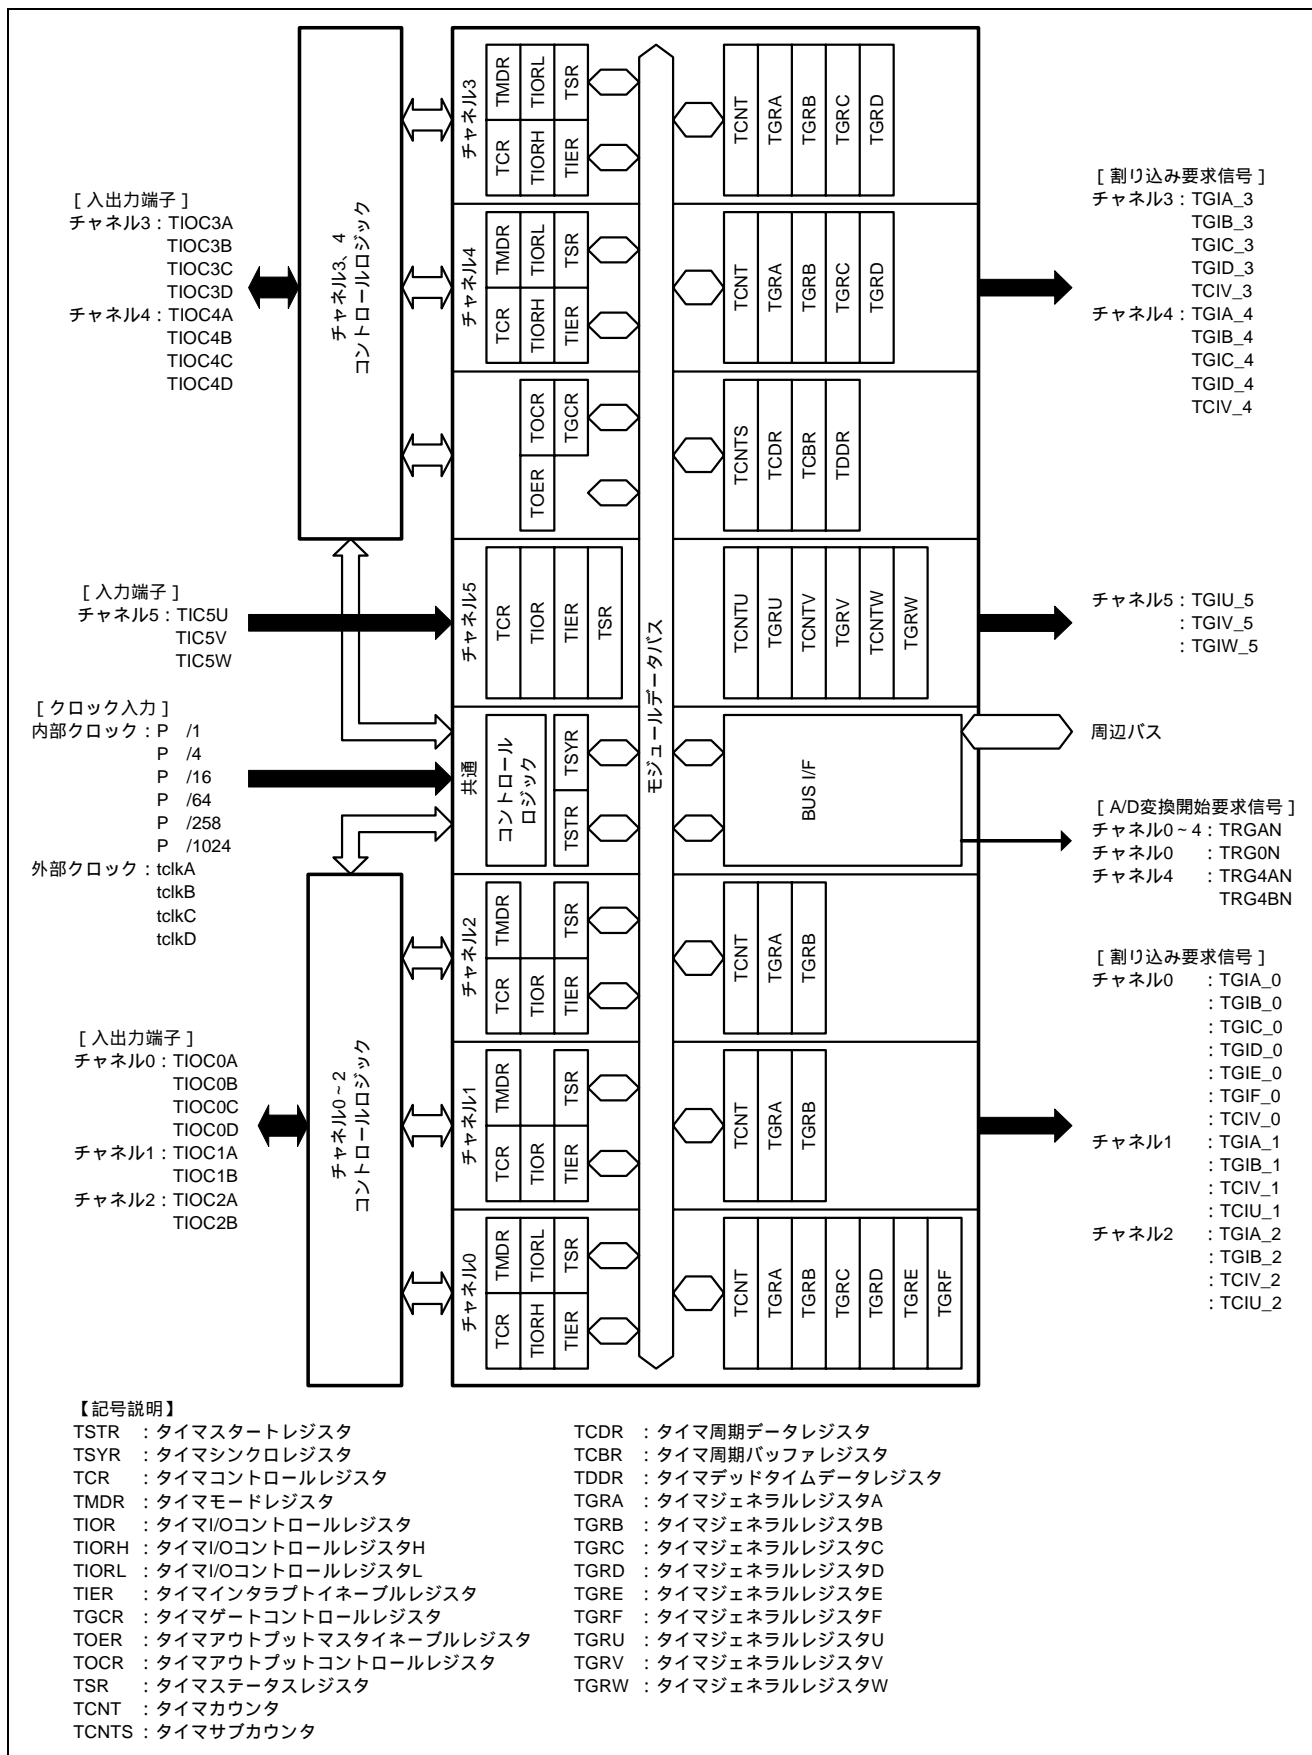 チャネル3、4
コントロールロジック
チャネル3
TCR
TMDR
TIORH
TIORL
TIER
TSR
TCNT
TGRA
TGRB
TGRC
TGRD
チャネル4
TCR
TMDR
TIORH
TIORL
TIER
TSR
TCNT
TGRA
TGRB
TGRC
TGRD
TOER
TOCR
TGCR
TCNTS
TCDR
TCBR
TDDR
チャネル5
TCR
TIOR
TIER
TSR
TCNTU
TGRU
TCNTV
TGRV
TCNTW
TGRW
モジュールデータバス
共通
コントロール
ロジック
TSTR
TSYR
BUS I/F
チャネル2
TCR
TMDR
TIOR
TIER
TSR
TCNT
TGRA
TGRB
チャネル0~2
コントロールロジック
チャネル1
TCR
TMDR
TIOR
TIER
TSR
TCNT
TGRA
TGRB
チャネル0
TCR
TMDR
TIORH
TIORL
TIER
TSR
TCNT
TGRA
TGRB
TGRC
TGRD
TGRE
TGRF
[ 入出力端子 ]
チャネル3 : TIOC3A
TIOC3B
TIOC3C
TIOC3D
チャネル4 : TIOC4A
TIOC4B
TIOC4C
TIOC4D
[ 入力端子 ]
チャネル5 : TIC5U
TIC5V
TIC5W
[ クロック入力 ]
内部クロック : P /1
P /4
P /16
P /64
P /258
P /1024
外部クロック : tclkA
tclkB
tclkC
tclkD
[ 入出力端子 ]
チャネル0 : TIOC0A
TIOC0B
TIOC0C
TIOC0D
チャネル1 : TIOC1A
TIOC1B
チャネル2 : TIOC2A
TIOC2B
[ 割り込み要求信号 ]
チャネル3 : TGIA_3
TGIB_3
TGIC_3
TGID_3
TCIV_3
チャネル4 : TGIA_4
TGIB_4
TGIC_4
TGID_4
TCIV_4
チャネル5 : TGIU_5
: TGIV_5
: TGIW_5
周辺バス
[ A/D変換開始要求信号 ]
チャネル0~4 : TRGAN
チャネル0 : TRG0N
チャネル4 : TRG4AN
TRG4BN
[ 割り込み要求信号 ]
チャネル0 : TGIA_0
: TGIB_0
: TGIC_0
: TGID_0
: TGIE_0
: TGIF_0
: TCIV_0
チャネル1 : TGIA_1
: TGIB_1
: TCIV_1
: TCIU_1
チャネル2 : TGIA_2
: TGIB_2
: TCIV_2
: TCIU_2
【記号説明】
TSTR : タイマスタートレジスタ
TSYR : タイマシンクロレジスタ
TCR : タイマコントロールレジスタ
TMDR : タイマモードレジスタ
TIOR : タイマI/Oコントロールレジスタ
TIORH : タイマI/OコントロールレジスタH
TIORL : タイマI/OコントロールレジスタL
TIER : タイマインタラプトイネーブルレジスタ
TGCR : タイマゲートコントロールレジスタ
TOER : タイマアウトプットマスタイネーブルレジスタ
TOCR : タイマアウトプットコントロールレジスタ
TSR : タイマステータスレジスタ
TCNT : タイマカウンタ
TCNTS : タイマサブカウンタ
TCDR : タイマ周期データレジスタ
TCBR : タイマ周期バッファレジスタ
TDDR : タイマデッドタイムデータレジスタ
TGRA : タイマジェネラルレジスタA
TGRB : タイマジェネラルレジスタB
TGRC : タイマジェネラルレジスタC
TGRD : タイマジェネラルレジスタD
TGRE : タイマジェネラルレジスタE
TGRF : タイマジェネラルレジスタF
TGRU : タイマジェネラルレジスタU
TGRV : タイマジェネラルレジスタV
TGRW : タイマジェネラルレジスタW